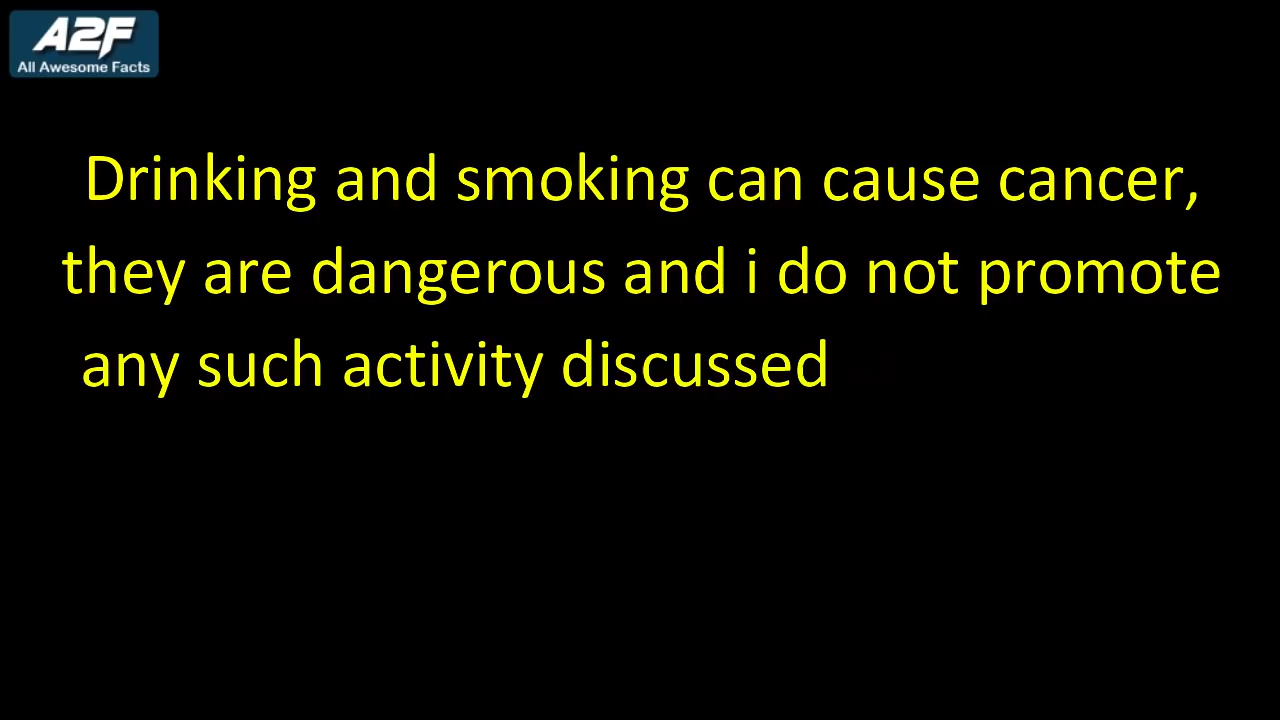 A2F
All Awesome Facts
Drinking and smoking can cause cancer,
they are dangerous and i do not promote
any such activity discussed